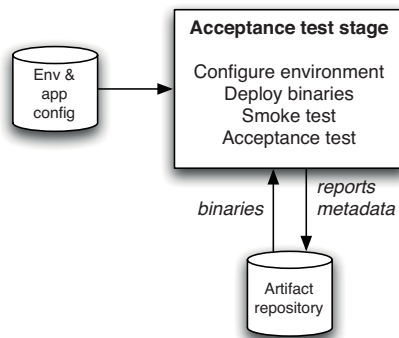 Acceptance test stage
Configure environment
Deploy binaries
Smoke test
Acceptance test
Env &
app
config
binaries
reports
metadata
Artifact
repository